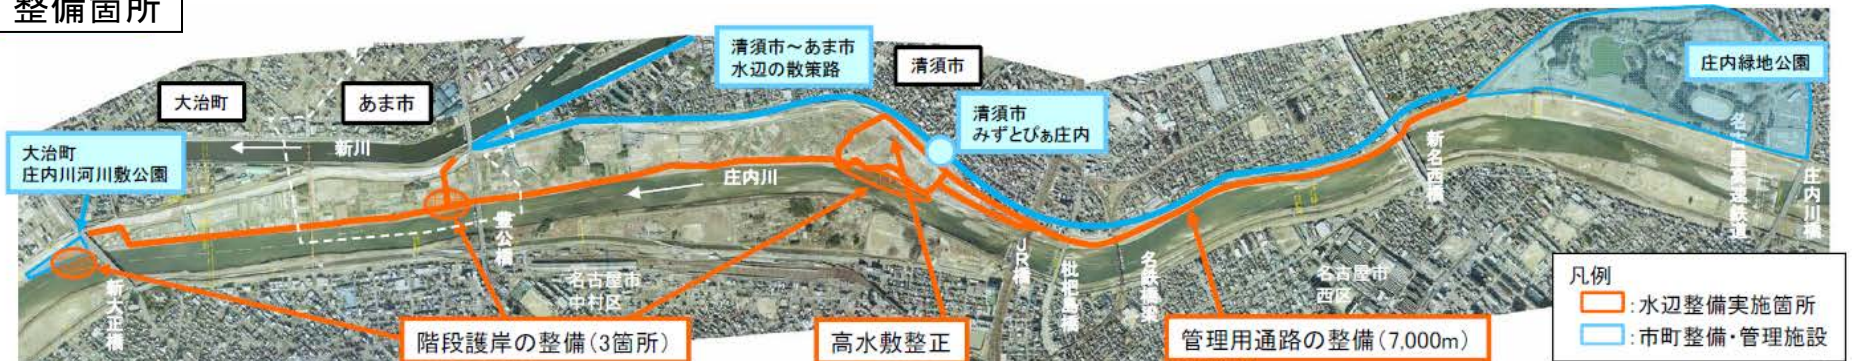 整備箇所
清須市～あま市
水辺の散策路
清須市
庄内緑地公園
大治町
あま市
清須市
みずとぴぁ庄内
大治町
庄内川河川敷公園
新川
庄内川
新名西橋
名古屋高速鉄道
庄内川橋
豊公橋
JR橋
枇杷島橋
名鉄橋梁
新大正橋
名古屋市
中村区
名古屋市
西区
階段護岸の整備(3箇所)
高水敷整正
管理用通路の整備(7,000m)
凡例
:水辺整備実施箇所
:市町整備・管理施設